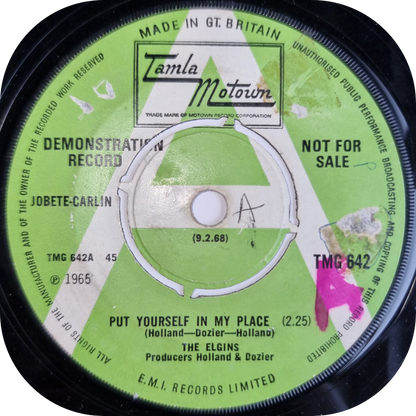 MADE IN GT. BRITAIN
UNAUTHORISED PUBLIC PERFORMANCE BROADCASTING AND COPYING OF THIS RECORD PROHIBITED
ALL RIGHTS OF THE MANUFACTURER AND OF THE OWNER OF THE RECORDED WORK RESERVED
Tamla
Motown
TRADE MARK OF MOTOWN RECORD CORPORATION
A
DEMONSTRATION
RECORD
NOT FOR
SALE
JOBETE-CARLIN
A
(9.2.68)
TMG 642A 45
TMG 642
℗ 1965
PUT YOURSELF IN MY PLACE (2.25)
(Holland—Dozier—Holland)
THE ELGINS
Producers Holland & Dozier
E.M.I. RECORDS LIMITED